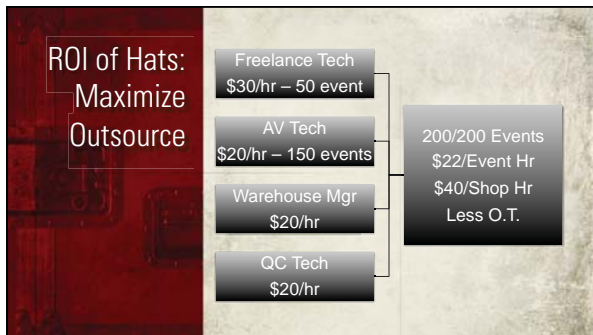 ROI of Hats:
Maximize
Outsource
Freelance Tech
$30/hr – 50 event
AV Tech
$20/hr – 150 events
Warehouse Mgr
$20/hr
QC Tech
$20/hr
200/200 Events
$22/Event Hr
$40/Shop Hr
Less O.T.